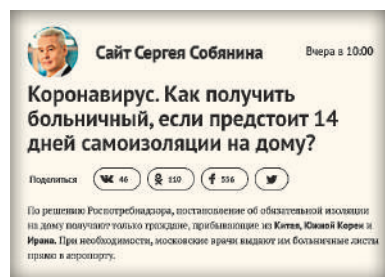 Сайт Сергея Собянина
Вчера в 10:00
Коронавирус. Как получить
больничный, если предстоит 14
дней самоизоляции на дому?
Поделиться 46 110 536
По решению Роспотребнадзора, постановление об обязательной изоляции
на дому получают только граждане, прибывающие из Китая, Южной Кореи и
Ирана. При необходимости, московские врачи выдают им больничные листы
прямо в аэропорту.